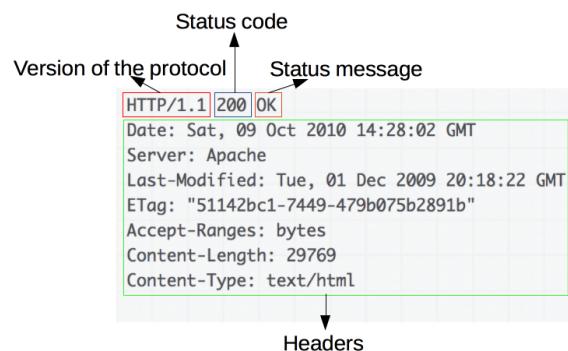 Status code
Version of the protocol Status message
HTTP/1.1 200 OK
Date: Sat, 09 Oct 2010 14:28:02 GMT
Server: Apache
Last-Modified: Tue, 01 Dec 2009 20:18:22 GMT
ETag: "51142bc1-7449-479b075b2891b"
Accept-Ranges: bytes
Content-Length: 29769
Content-Type: text/html
Headers